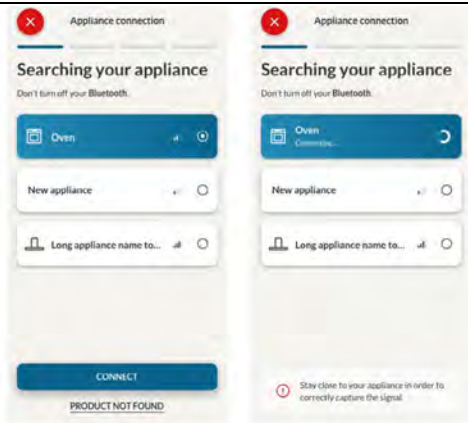 Appliance connection
Searching your appliance
Don't turn off your Bluetooth.
Oven
New appliance
Long appliance name to...
CONNECT
PRODUCT NOT FOUND
Appliance connection
Searching your appliance
Don't turn off your Bluetooth.
Oven
Connecting...
New appliance
Long appliance name to...
Stay close to your appliance in order to
correctly capture the signal